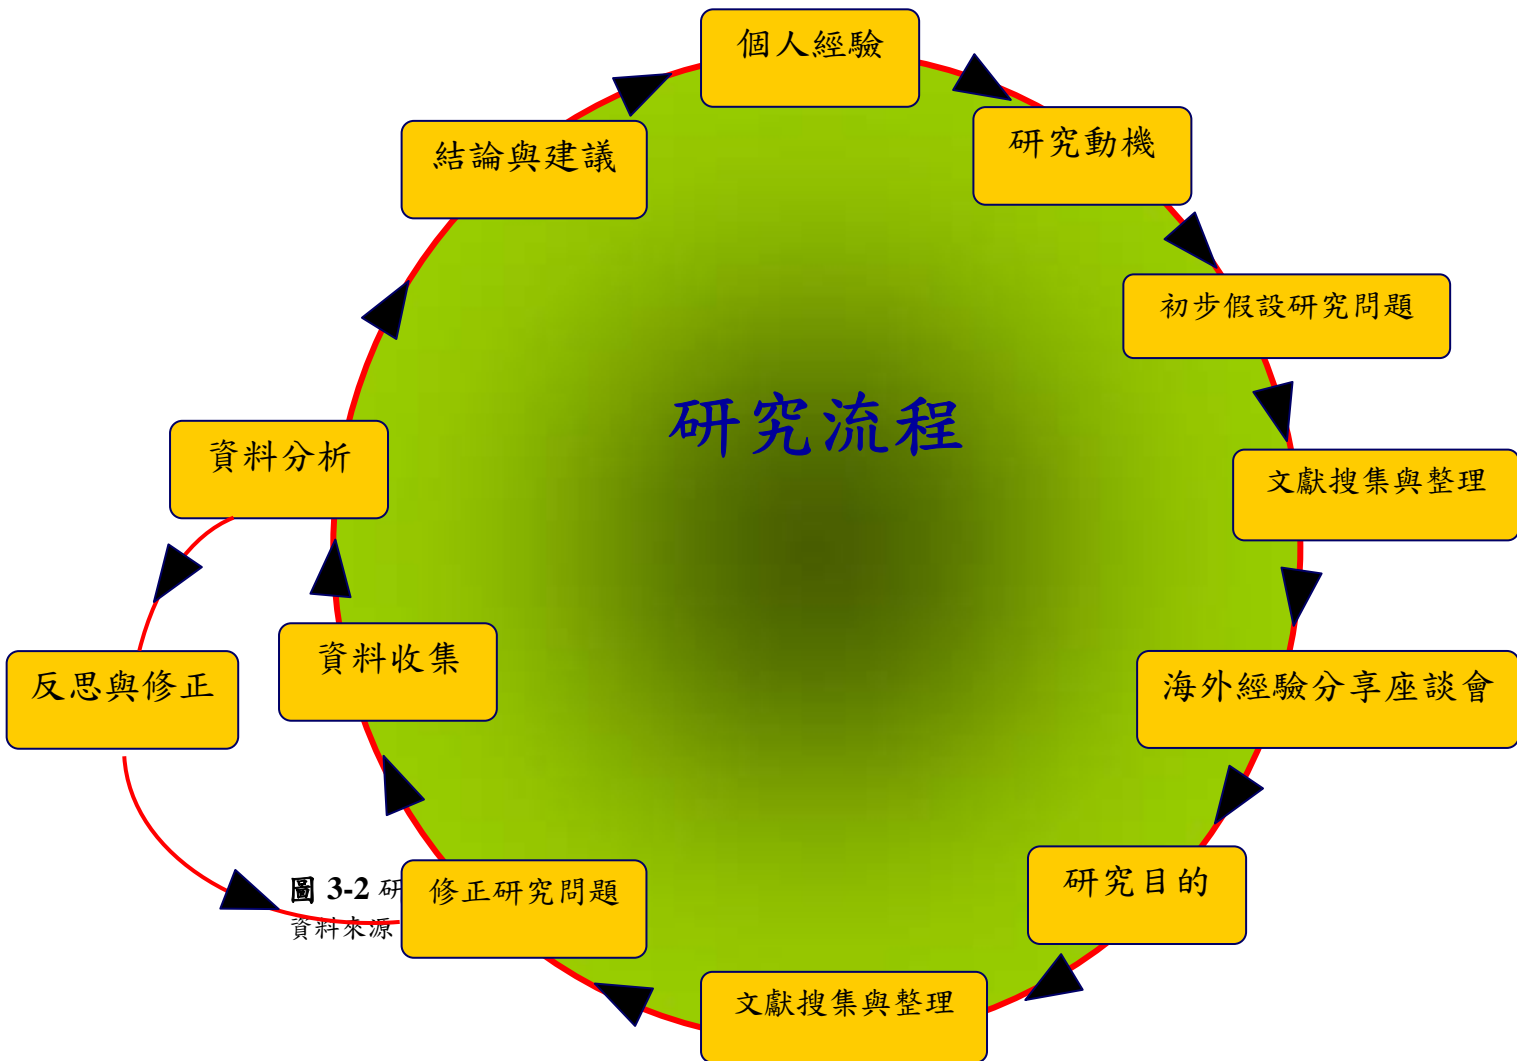 個人經驗
研究動機
初步假設研究問題
文獻搜集與整理
海外經驗分享座談會
研究目的
文獻搜集與整理
修正研究問題
資料收集
資料分析
反思與修正
結論與建議
研究流程
圖 3-2 研
資料來源